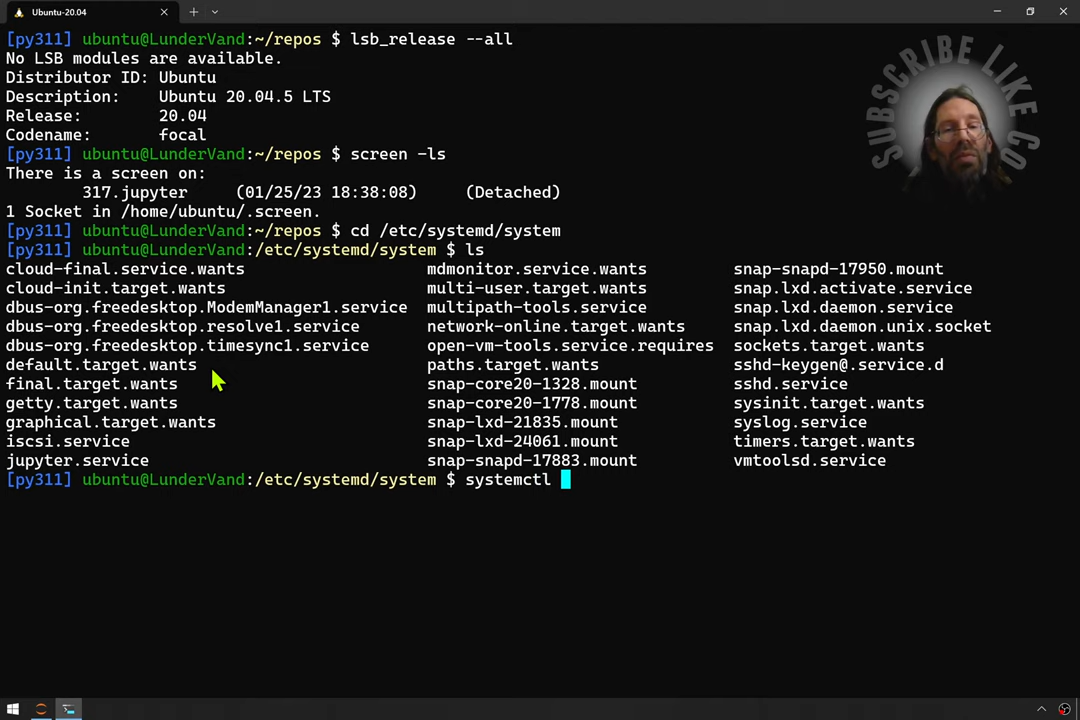 Ubuntu-20.04
[py311] ubuntu@LunderVand:~/repos $ lsb_release --all
No LSB modules are available.
Distributor ID: Ubuntu
Description:    Ubuntu 20.04.5 LTS
Release:        20.04
Codename:       focal
[py311] ubuntu@LunderVand:~/repos $ screen -ls
There is a screen on:
        317.jupyter     (01/25/23 18:38:08)     (Detached)
1 Socket in /home/ubuntu/.screen.
[py311] ubuntu@LunderVand:~/repos $ cd /etc/systemd/system
[py311] ubuntu@LunderVand:/etc/systemd/system $ ls
cloud-final.service.wants                   mdmonitor.service.wants         snap-snapd-17950.mount
cloud-init.target.wants                     multi-user.target.wants         snap.lxd.activate.service
dbus-org.freedesktop.ModemManager1.service  multipath-tools.service         snap.lxd.daemon.service
dbus-org.freedesktop.resolve1.service       network-online.target.wants     snap.lxd.daemon.unix.socket
dbus-org.freedesktop.timesync1.service      open-vm-tools.service.requires  sockets.target.wants
default.target.wants                        paths.target.wants              sshd-keygen@.service.d
final.target.wants                          snap-core20-1328.mount          sshd.service
getty.target.wants                          snap-core20-1778.mount          sysinit.target.wants
graphical.target.wants                      snap-lxd-21835.mount            syslog.service
iscsi.service                               snap-lxd-24061.mount            timers.target.wants
jupyter.service                             snap-snapd-17883.mount          vmtoolsd.service
[py311] ubuntu@LunderVand:/etc/systemd/system $ systemctl
SUBSCRIBE LIKE CO